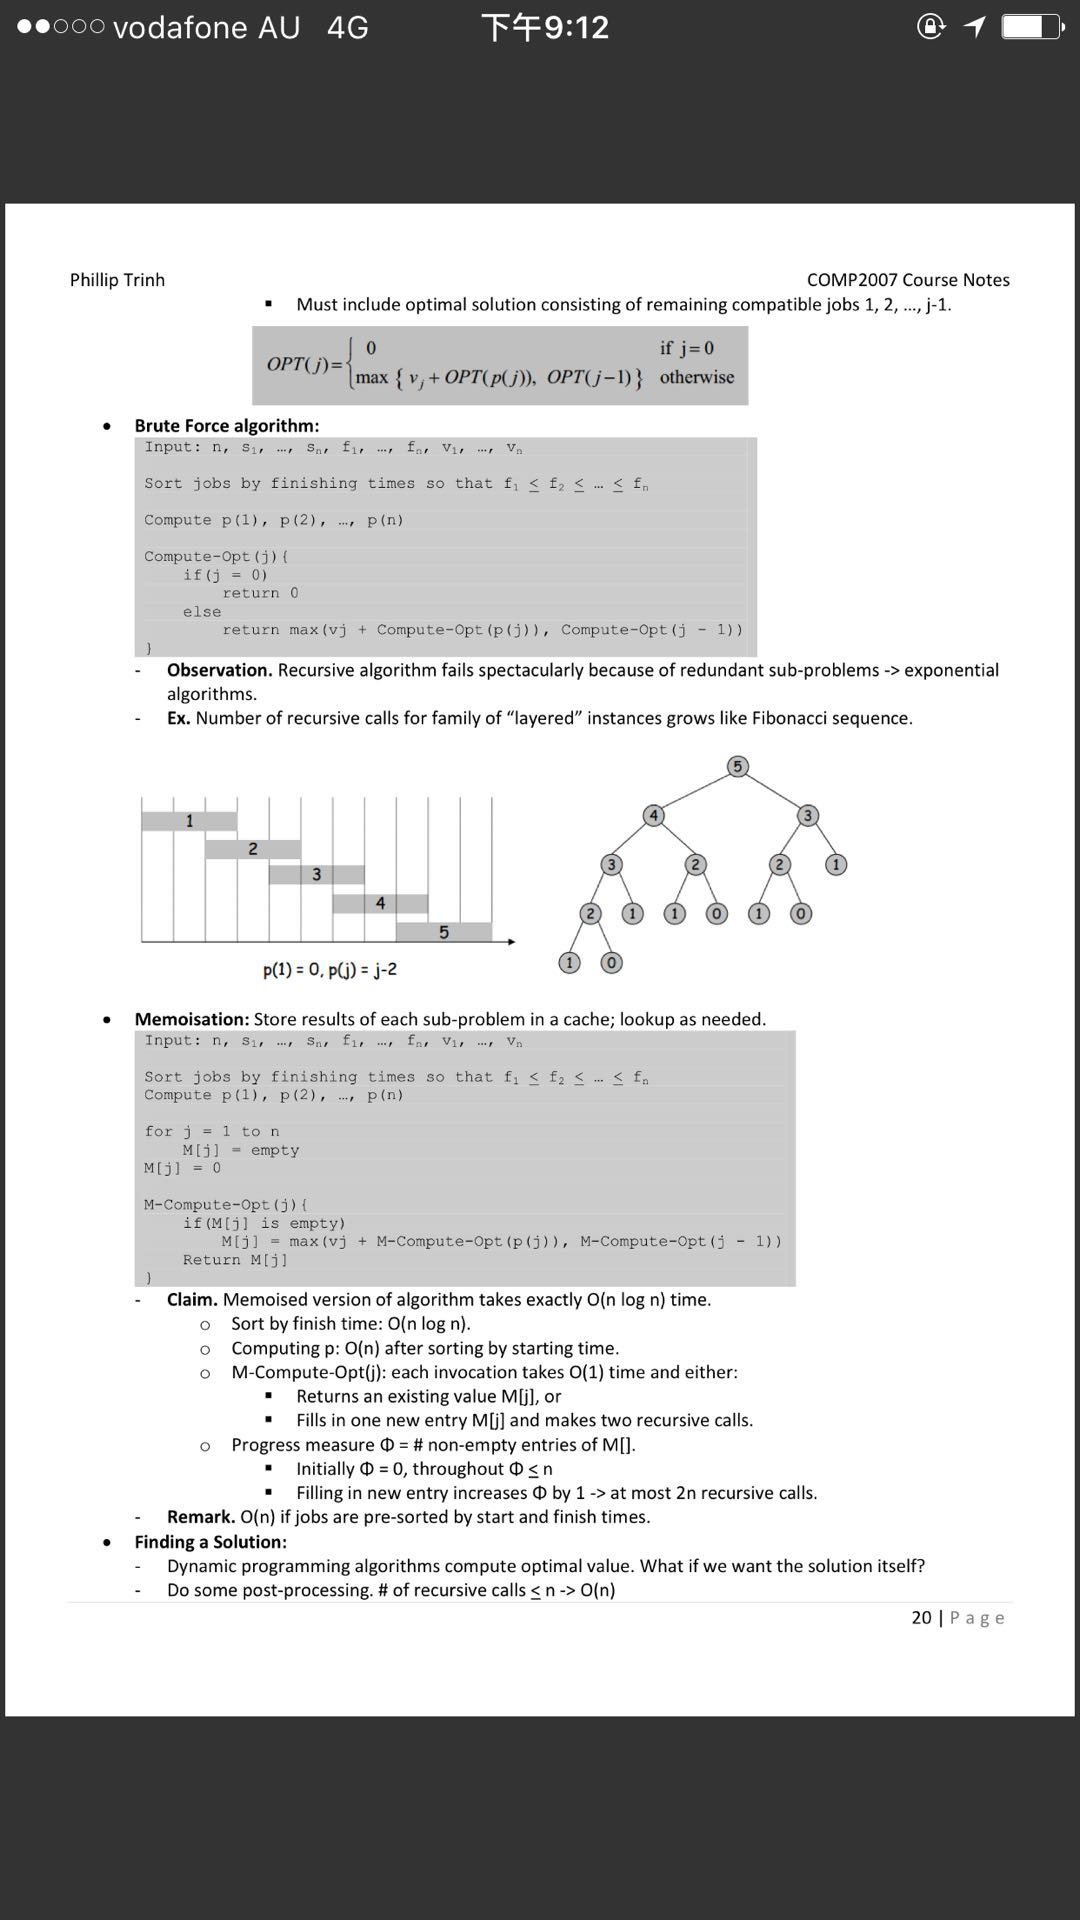 vodafone AU 4G 下午9:12
Phillip Trinh COMP2007 Course Notes
▪ Must include optimal solution consisting of remaining compatible jobs 1, 2, …, j-1.
OPT(j)= { 0 if j=0
max { vⱼ + OPT(p(j)), OPT(j−1)} otherwise
• Brute Force algorithm:
Input: n, s₁, …, sₙ, f₁, …, fₙ, v₁, …, vₙ
Sort jobs by finishing times so that f₁ ≤ f₂ ≤ … ≤ fₙ
Compute p(1), p(2), …, p(n)
Compute-Opt(j){
if(j = 0)
return 0
else
return max(vj + Compute-Opt(p(j)), Compute-Opt(j - 1))
}
- Observation. Recursive algorithm fails spectacularly because of redundant sub-problems -> exponential
algorithms.
- Ex. Number of recursive calls for family of “layered” instances grows like Fibonacci sequence.
1
2
3
4
5
p(1) = 0, p(j) = j-2
5
4 3
3 2 2 1
2 1 1 0 1 0
1 0
• Memoisation: Store results of each sub-problem in a cache; lookup as needed.
Input: n, s₁, …, sₙ, f₁, …, fₙ, v₁, …, vₙ
Sort jobs by finishing times so that f₁ ≤ f₂ ≤ … ≤ fₙ
Compute p(1), p(2), …, p(n)
for j = 1 to n
M[j] = empty
M[j] = 0
M-Compute-Opt(j){
if(M[j] is empty)
M[j] = max(vj + M-Compute-Opt(p(j)), M-Compute-Opt(j - 1))
Return M[j]
}
- Claim. Memoised version of algorithm takes exactly O(n log n) time.
o Sort by finish time: O(n log n).
o Computing p: O(n) after sorting by starting time.
o M-Compute-Opt(j): each invocation takes O(1) time and either:
▪ Returns an existing value M[j], or
▪ Fills in one new entry M[j] and makes two recursive calls.
o Progress measure Φ = # non-empty entries of M[].
▪ Initially Φ = 0, throughout Φ ≤ n
▪ Filling in new entry increases Φ by 1 -> at most 2n recursive calls.
- Remark. O(n) if jobs are pre-sorted by start and finish times.
• Finding a Solution:
- Dynamic programming algorithms compute optimal value. What if we want the solution itself?
- Do some post-processing. # of recursive calls ≤ n -> O(n)
20 | Page